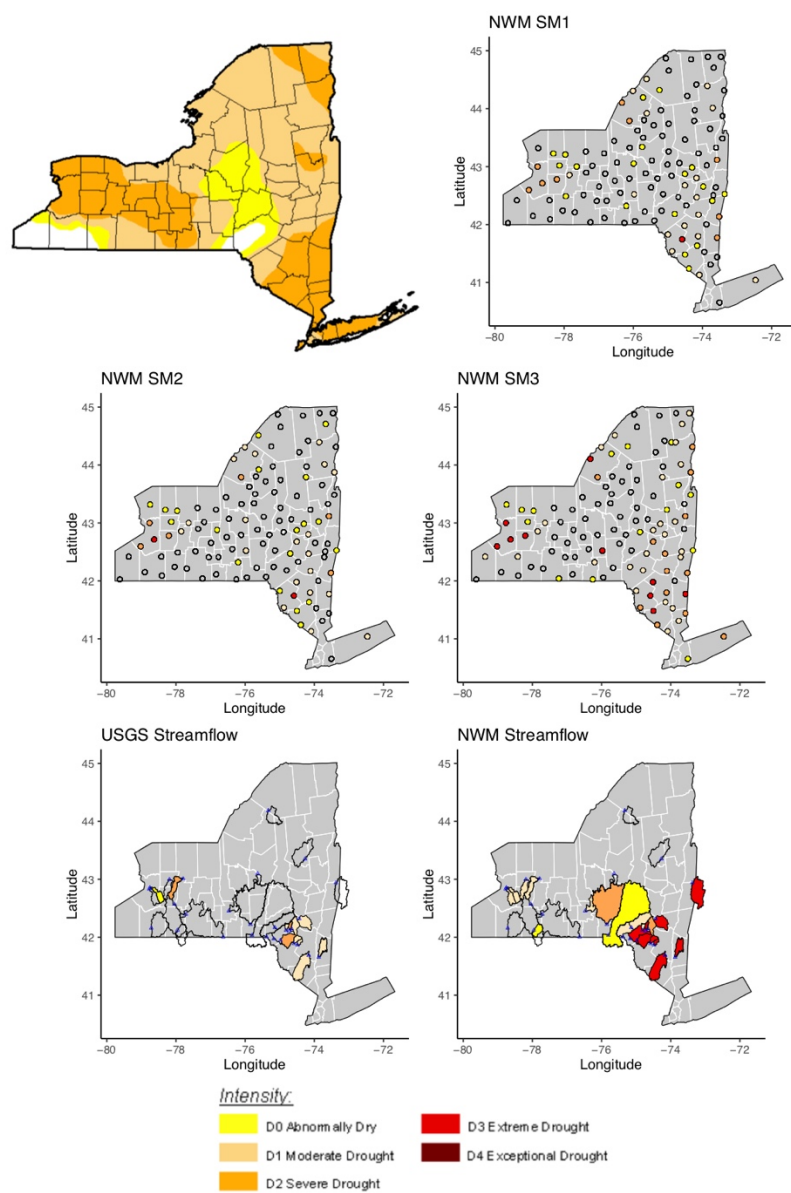 NWM SM1
45
44
43
42
41
Latitude
−80 −78 −76 −74 −72
Longitude
NWM SM2
45
44
43
42
41
Latitude
−80 −78 −76 −74 −72
Longitude
NWM SM3
45
44
43
42
41
Latitude
−80 −78 −76 −74 −72
Longitude
USGS Streamflow
45
44
43
42
41
Latitude
−80 −78 −76 −74 −72
Longitude
NWM Streamflow
45
44
43
42
41
Latitude
−80 −78 −76 −74 −72
Longitude
Intensity:
D0 Abnormally Dry
D1 Moderate Drought
D2 Severe Drought
D3 Extreme Drought
D4 Exceptional Drought